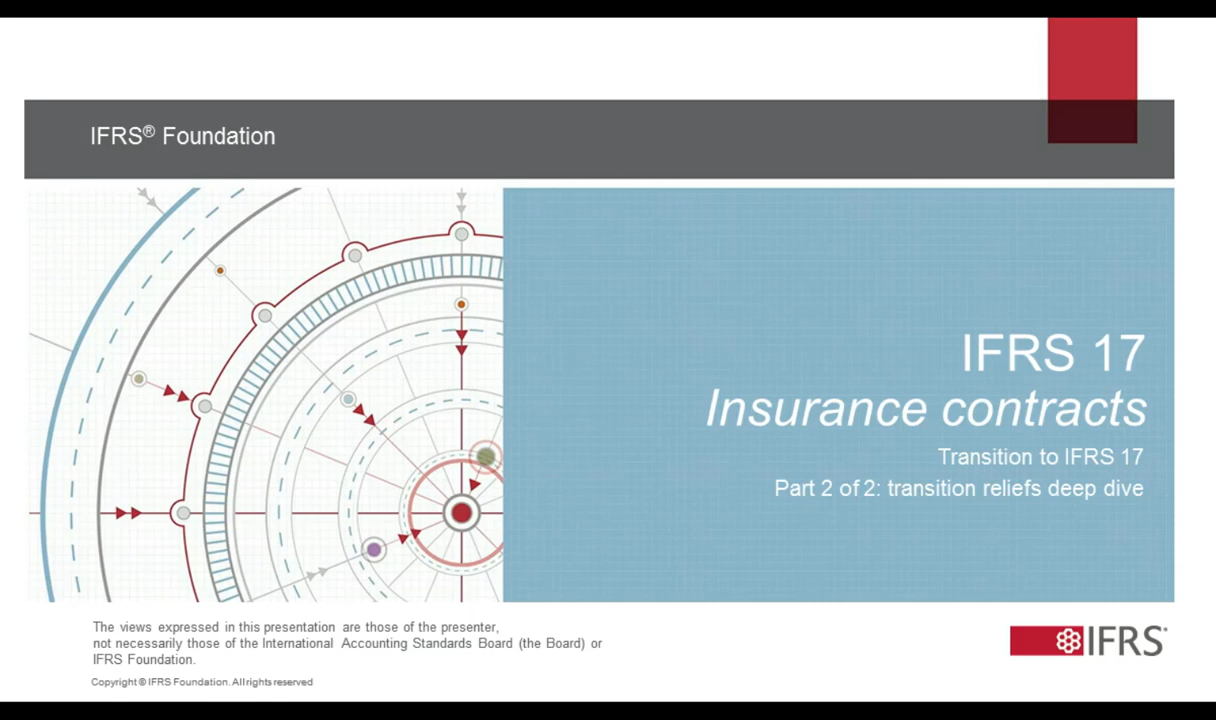 IFRS® Foundation
IFRS 17
Insurance contracts
Transition to IFRS 17
Part 2 of 2: transition reliefs deep dive
The views expressed in this presentation are those of the presenter,
not necessarily those of the International Accounting Standards Board (the Board) or
IFRS Foundation.
Copyright © IFRS Foundation. All rights reserved
IFRS®